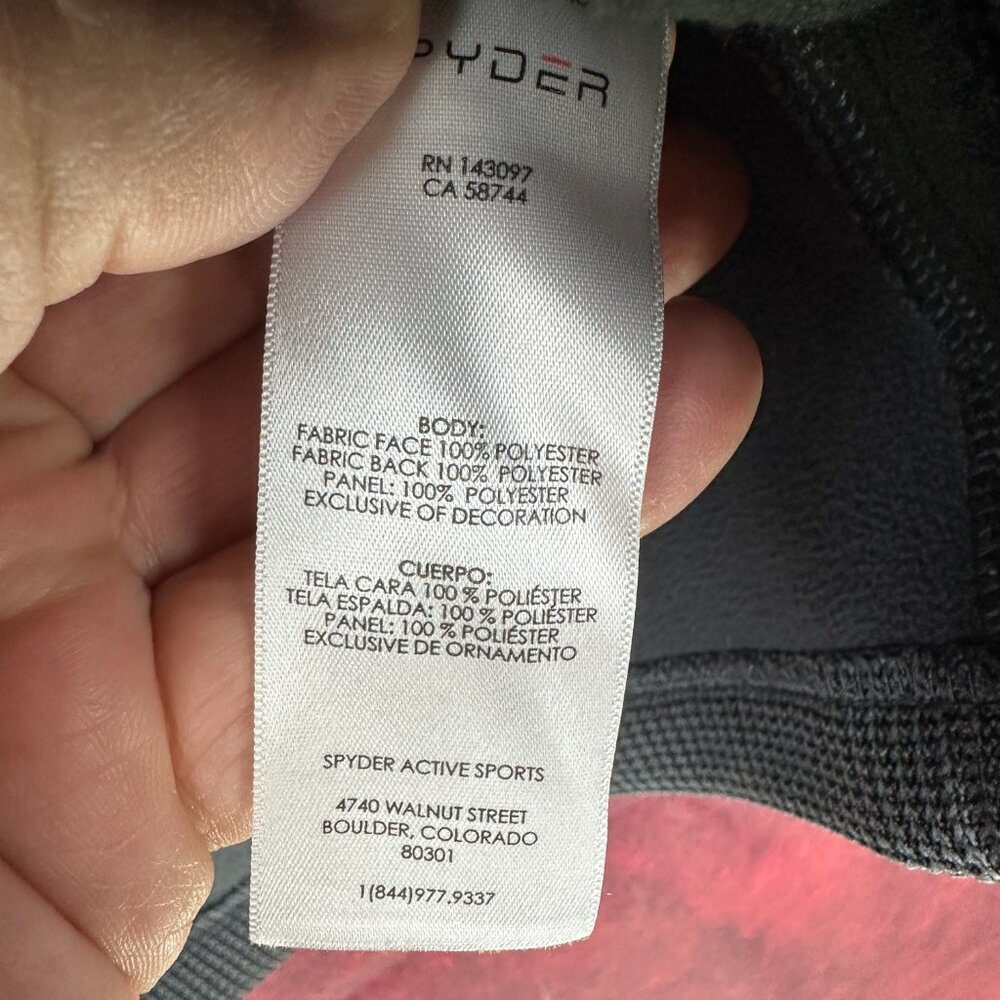 PYDER
RN 143097
CA 58744
BODY:
FABRIC FACE 100% POLYESTER
FABRIC BACK 100% POLYESTER
PANEL: 100% POLYESTER
EXCLUSIVE OF DECORATION
CUERPO:
TELA CARA 100 % POLIÉSTER
TELA ESPALDA: 100 % POLIÉSTER
PANEL: 100 % POLIÉSTER
EXCLUSIVE DE ORNAMENTO
SPYDER ACTIVE SPORTS
4740 WALNUT STREET
BOULDER, COLORADO
80301
1(844)977.9337